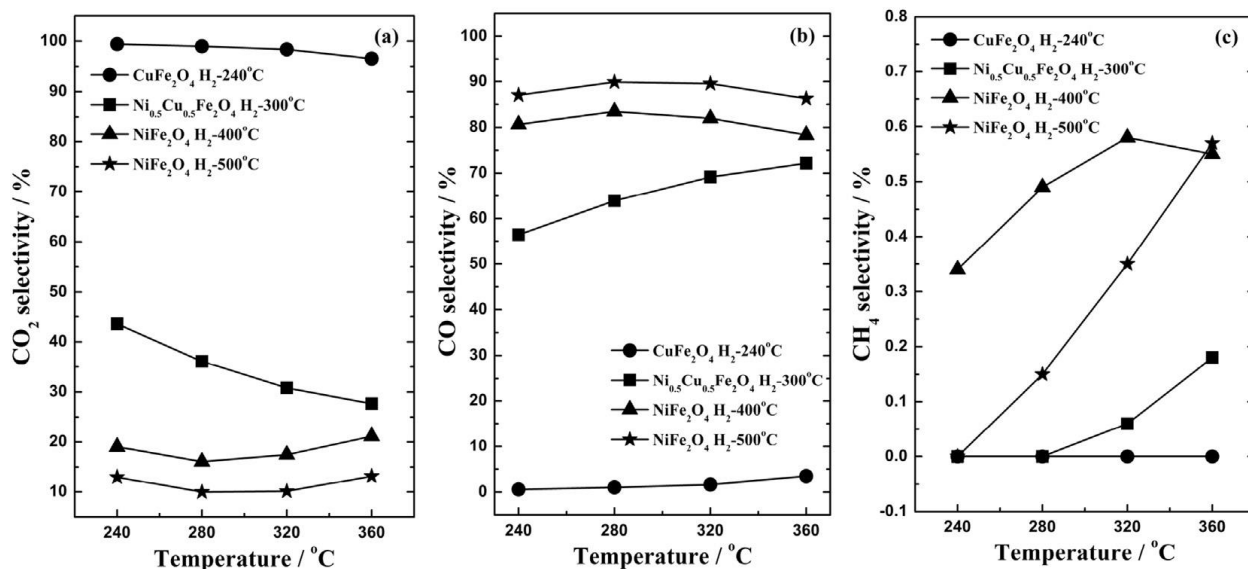 (a)
100
90
80
70
60
50
40
30
20
10
CO₂ selectivity / %
CuFe₂O₄ H₂-240°C
Ni₀.₅Cu₀.₅Fe₂O₄ H₂-300°C
NiFe₂O₄ H₂-400°C
NiFe₂O₄ H₂-500°C
240 280 320 360
Temperature / °C
(b)
100
90
80
70
60
50
40
30
20
10
0
CO selectivity / %
CuFe₂O₄ H₂-240°C
Ni₀.₅Cu₀.₅Fe₂O₄ H₂-300°C
NiFe₂O₄ H₂-400°C
NiFe₂O₄ H₂-500°C
240 280 320 360
Temperature / °C
(c)
0.8
0.7
0.6
0.5
0.4
0.3
0.2
0.1
0.0
-0.1
CH₄ selectivity / %
CuFe₂O₄ H₂-240°C
Ni₀.₅Cu₀.₅Fe₂O₄ H₂-300°C
NiFe₂O₄ H₂-400°C
NiFe₂O₄ H₂-500°C
240 280 320 360
Temperature / °C